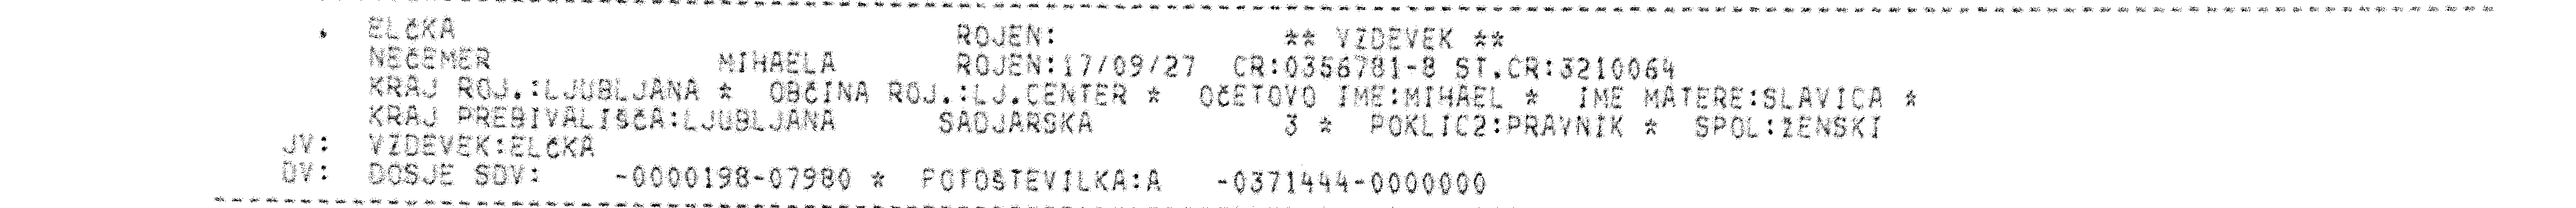 . ELČKA ROJEN: ** VZDEVEK **
NEČEMER MIHAELA ROJEN:17/09/27 CR:0356781-8 ST.CR:3210064
KRAJ ROJ.:LJUBLJANA * OBČINA ROJ.:LJ.CENTER * OČETOVO IME:MIHAEL * IME MATERE:SLAVICA *
KRAJ PREBIVALIŠČA:LJUBLJANA SADJARSKA 3 * POKLIC2:PRAVNIK * SPOL:ŽENSKI
JV: VZDEVEK:ELČKA
DV: DOSJE SDV: -0000198-07980 * FOTOŠTEVILKA:A -0371444-0000000